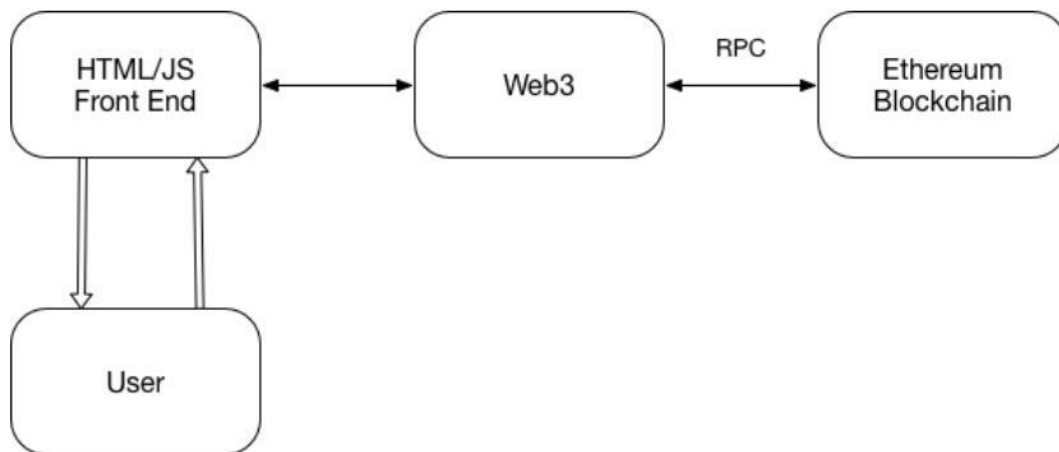 HTML/JS
Front End
Web3
RPC
Ethereum
Blockchain
User